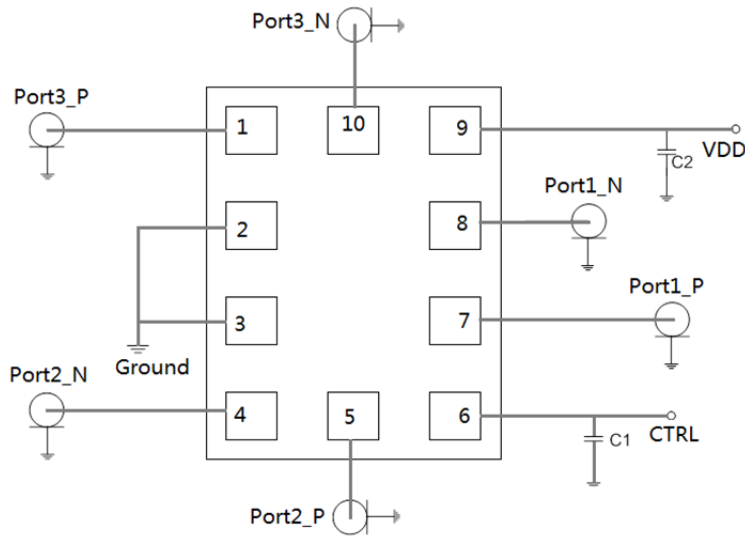 Port3_N
Port3_P
1
10
9
VDD
C2
Port1_N
2
8
Port1_P
3
7
Ground
Port2_N
4
5
6
C1
CTRL
Port2_P